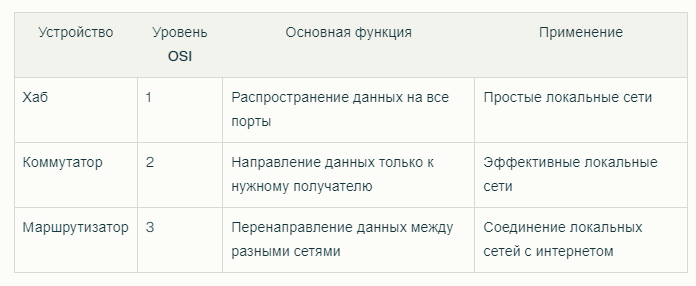 Устройство Уровень OSI Основная функция Применение
Хаб 1 Распространение данных на все порты Простые локальные сети
Коммутатор 2 Направление данных только к нужному получателю Эффективные локальные сети
Маршрутизатор 3 Перенаправление данных между разными сетями Соединение локальных сетей с интернетом